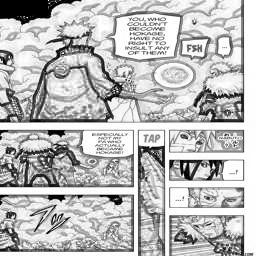 YOU, WHO
COULDN'T
BECOME
HOKAGE,
HAVE NO
RIGHT TO
INSULT ANY
OF THEM!
FSH
...
ESPECIALLY
NOT MY
PA WHO
ACTUALLY
BECAME
HOKAGE!
TAP
NARUTO
...!
...!